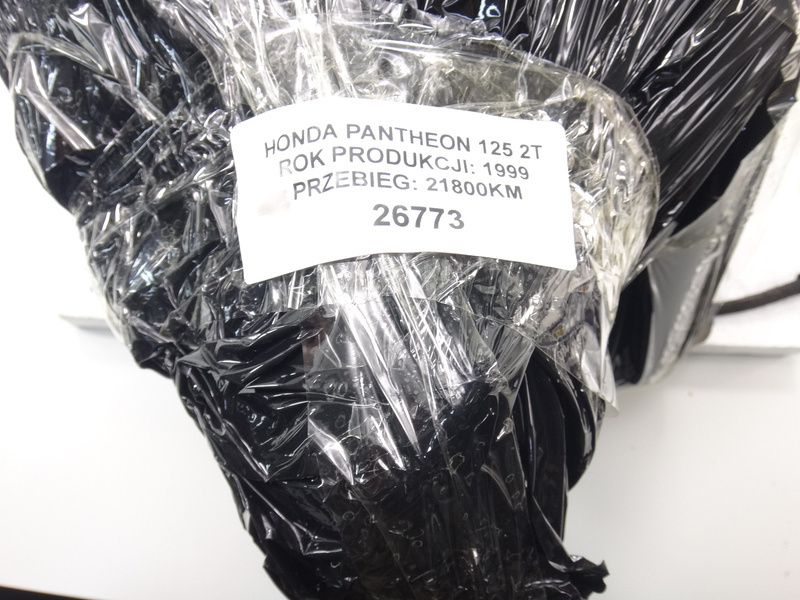 HONDA PANTHEON 125 2T
ROK PRODUKCJI: 1999
PRZEBIEG: 21800KM
26773